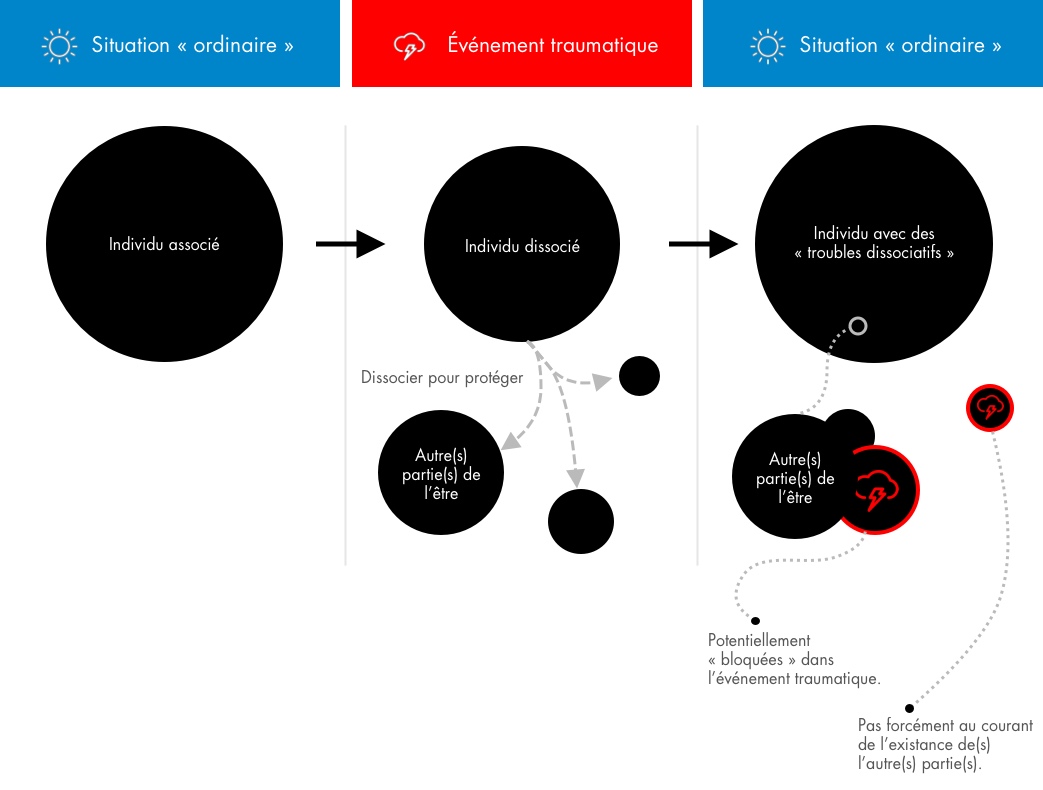 Situation « ordinaire »
Événement traumatique
Situation « ordinaire »
Individu associé
Individu dissocié
Individu avec des
« troubles dissociatifs »
Dissocier pour protéger
Autre(s)
partie(s) de
l'être
Autre(s)
partie(s) de
l'être
Potentiellement
« bloquées » dans
l'événement traumatique.
Pas forcément au courant
de l'existance de(s)
l'autre(s) partie(s).